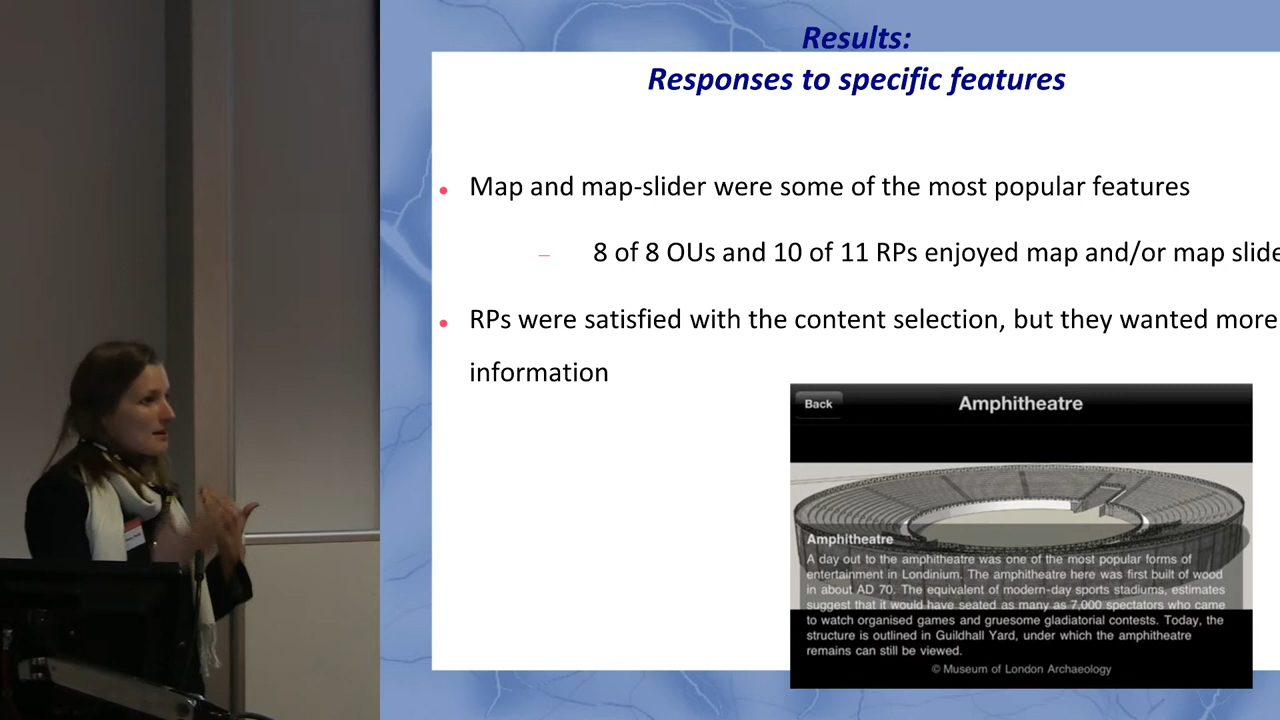 Results:
Responses to specific features
Map and map-slider were some of the most popular features
8 of 8 OUs and 10 of 11 RPs enjoyed map and/or map slide
RPs were satisfied with the content selection, but they wanted more
information
Back
Amphitheatre
Amphitheatre
A day out to the amphitheatre was one of the most popular forms of
entertainment in Londinium. The amphitheatre here was first built of wood
in about AD 70. The equivalent of modern-day sports stadiums, estimates
suggest that it would have seated as many as 7,000 spectators who came
to watch organised games and gruesome gladiatorial contests. Today, the
structure is outlined in Guildhall Yard, under which the amphitheatre
remains can still be viewed.
© Museum of London Archaeology